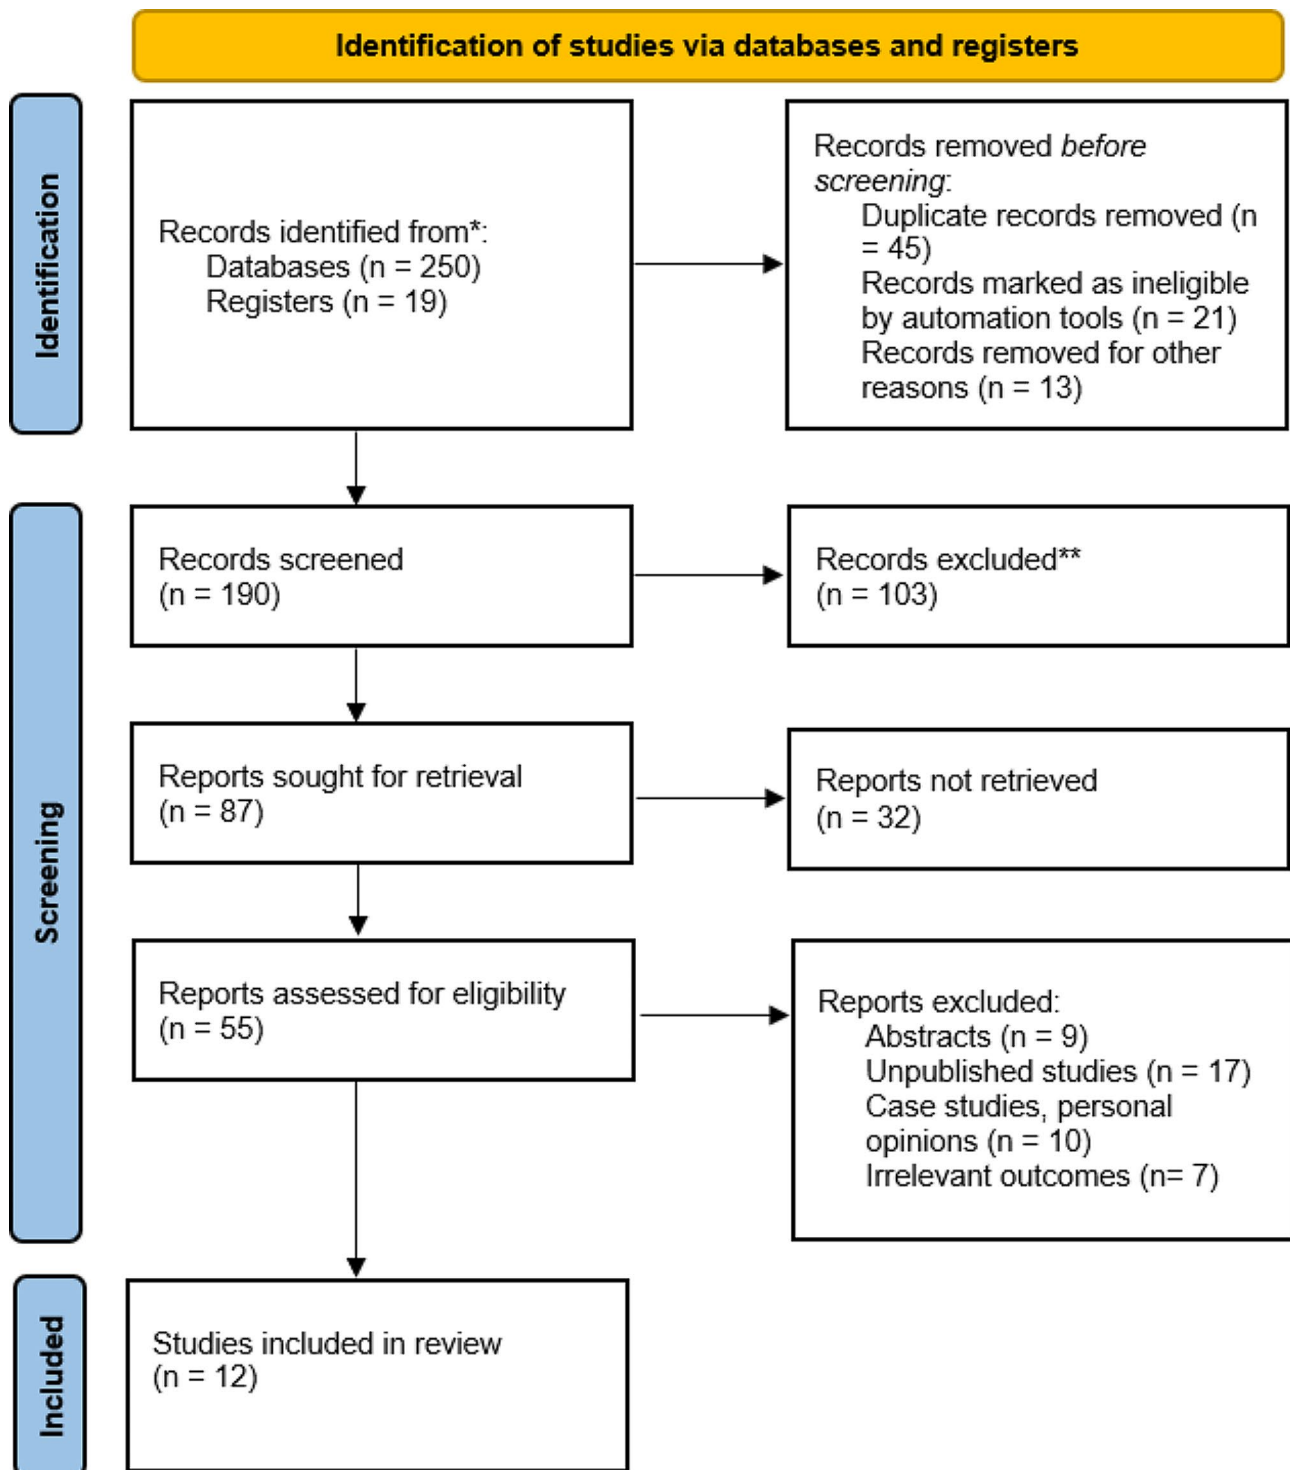 Identification of studies via databases and registers
Identification
Records identified from*:
Databases (n = 250)
Registers (n = 19)
Records removed before
screening:
Duplicate records removed (n
= 45)
Records marked as ineligible
by automation tools (n = 21)
Records removed for other
reasons (n = 13)
Screening
Records screened
(n = 190)
Records excluded**
(n = 103)
Reports sought for retrieval
(n = 87)
Reports not retrieved
(n = 32)
Reports assessed for eligibility
(n = 55)
Reports excluded:
Abstracts (n = 9)
Unpublished studies (n = 17)
Case studies, personal
opinions (n = 10)
Irrelevant outcomes (n= 7)
Included
Studies included in review
(n = 12)